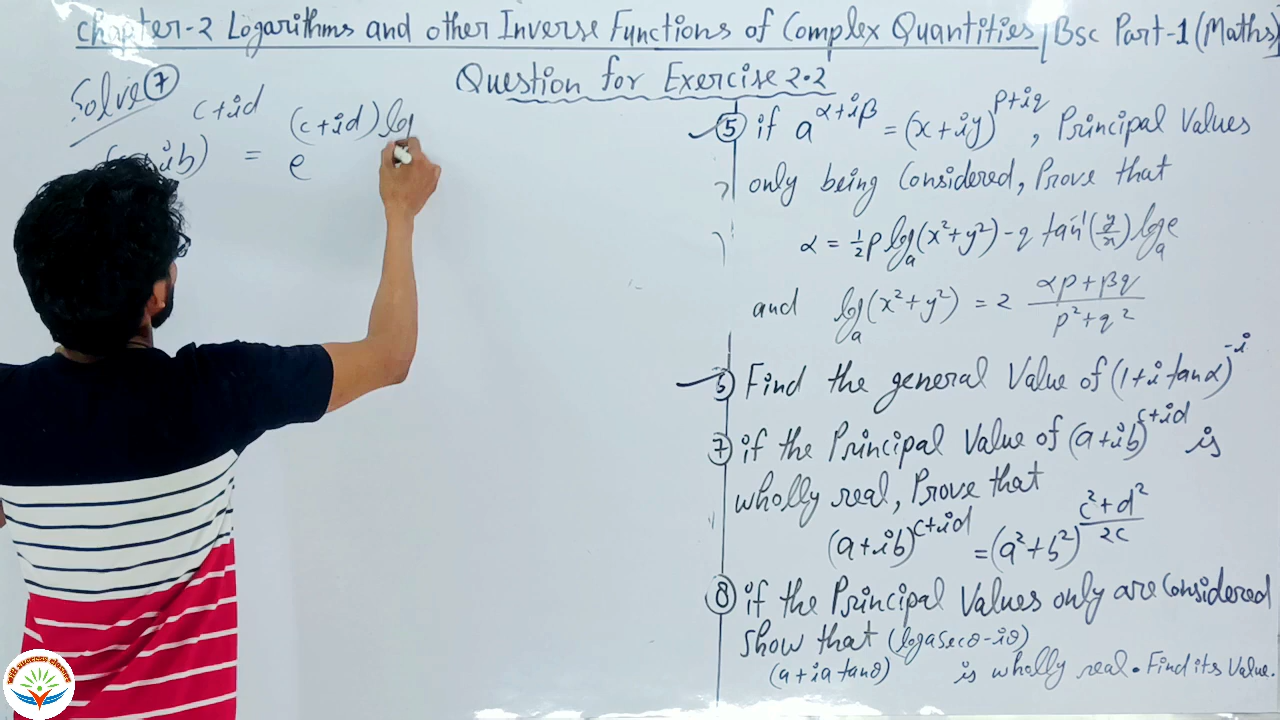 Chapter-2 Logarithms and other Inverse Functions of Complex Quantities / Bsc Part-1 (Maths)
Question for Exercise 2.2
Solve ⑦
(a+ib)^{c+id} = e^{(c+id) log
⑤ if a^{α+iβ} = (x+iy)^{p+iq}, Principal Values
only being Considered, Prove that
α = ½ p log_a(x²+y²) - q tan⁻¹(y/x) log_a e
and log_a(x²+y²) = 2 (αp+βq)/(p²+q²)
⑥ Find the general Value of (1+i tanα)^{-i}
⑦ if the Principal Value of (a+ib)^{c+id} is
wholly real, Prove that
(a+ib)^{c+id} = (a²+b²)^{(c²+d²)/2c}
⑧ if the Principal Values only are Considered
Show that (a+ia tanθ)^{(log a secθ - iθ)} is wholly real. Find its Value.